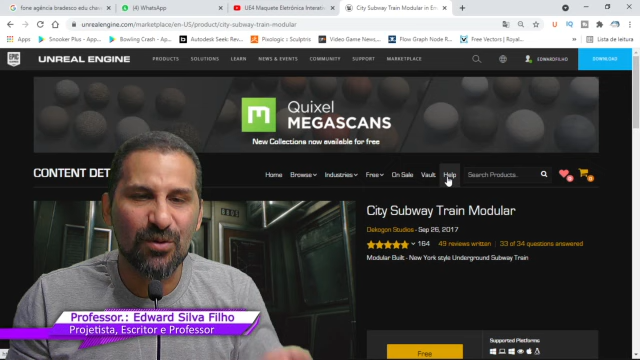 fone agência bradesco edu che
(4) WhatsApp
UE4 Maquete Eletrônica Interati
City Subway Train Modular in E
unrealengine.com/marketplace/en-US/product/city-subway-train-modular
Apps
Snooker Plus - Appy...
Bowling Crash - Ap...
Autodesk Seek - Rev...
Pixologic :: Sculptris
Video Game News,...
Flow Graph Node R...
Free Vectors | Royal...
Lista de leitura
EPIC GAMES
UNREAL ENGINE
PRODUCTS
SOLUTIONS
LEARN
NEWS & EVENTS
COMMUNITY
SUPPORT
MARKETPLACE
EDWARDFILHO
DOWNLOAD
Quixel
MEGASCANS
New Collections now available for free
CONTENT DET
Home
Browse
Industries
Free
On Sale
Vault
Help
Search Products...
City Subway Train Modular
Dekogon Studios - Sep 26, 2017
164
49 reviews written
33 of 34 questions answered
Modular Built - New York style Underground Subway Train
Professor.: Edward Silva Filho
Projetista, Escritor e Professor
Free
Supported Platforms